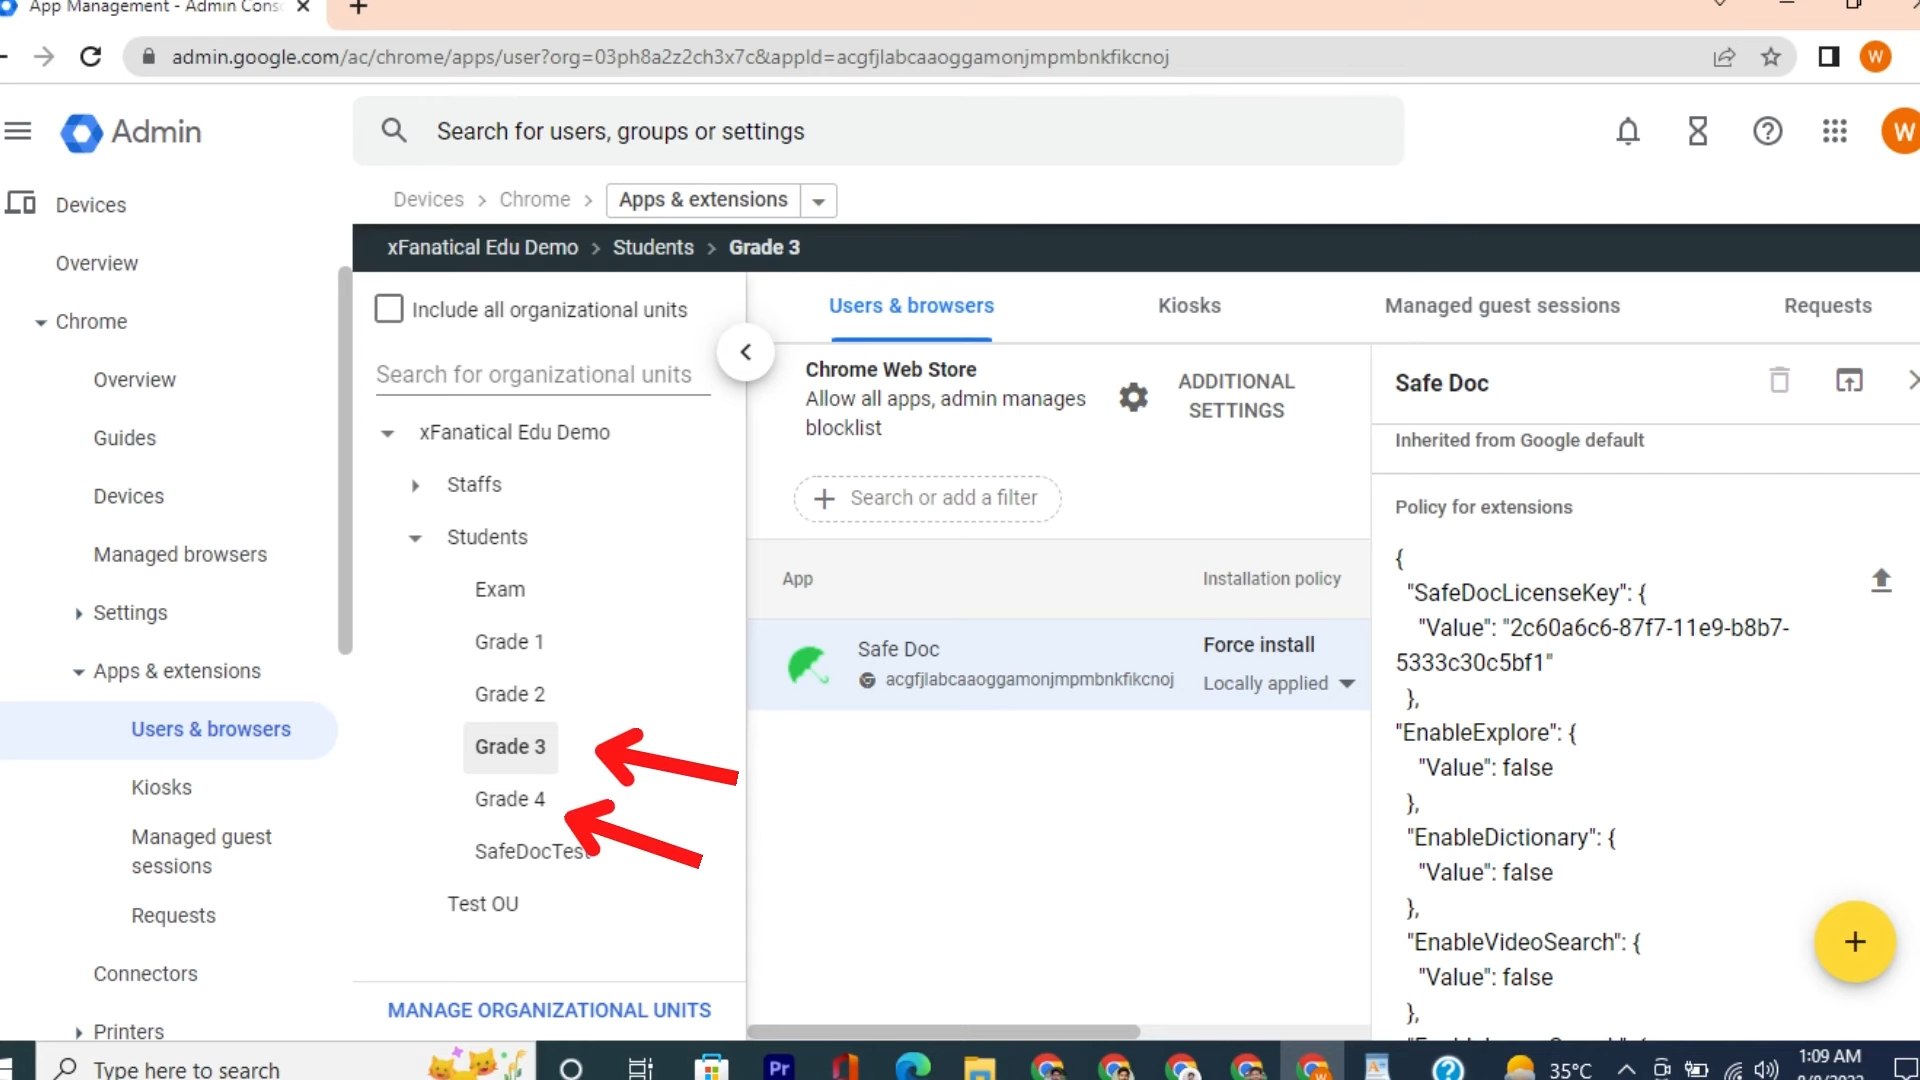 App Management - Admin Cons
admin.google.com/ac/chrome/apps/user?org=03ph8a2z2ch3x7c&appId=acgfjlabcaaoggamonjmpmbnkfikcnoj
W
Admin
Search for users, groups or settings
W
Devices
Overview
Chrome
Overview
Guides
Devices
Managed browsers
Settings
Apps & extensions
Users & browsers
Kiosks
Managed guest
sessions
Requests
Connectors
Printers
Devices > Chrome > Apps & extensions
xFanatical Edu Demo > Students > Grade 3
Include all organizational units
Search for organizational units
xFanatical Edu Demo
Staffs
Students
Exam
Grade 1
Grade 2
Grade 3
Grade 4
SafeDocTest
Test OU
MANAGE ORGANIZATIONAL UNITS
Users & browsers
Kiosks
Managed guest sessions
Requests
Chrome Web Store
Allow all apps, admin manages
blocklist
ADDITIONAL
SETTINGS
Search or add a filter
App
Installation policy
Safe Doc
acgfjlabcaaoggamonjmpmbnkfikcnoj
Force install
Locally applied
Safe Doc
Inherited from Google default
Policy for extensions
{
"SafeDocLicenseKey": {
"Value": "2c60a6c6-87f7-11e9-b8b7-
5333c30c5bf1"
},
"EnableExplore": {
"Value": false
},
"EnableDictionary": {
"Value": false
},
"EnableVideoSearch": {
"Value": false
},
Type here to search
Pr
W
35°C
1:09 AM